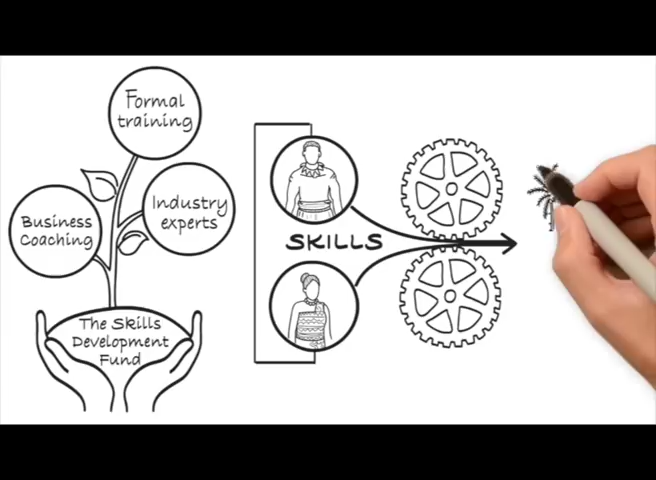 Formal
training
Industry
experts
Business
Coaching
The Skills
Development
Fund
SKILLS